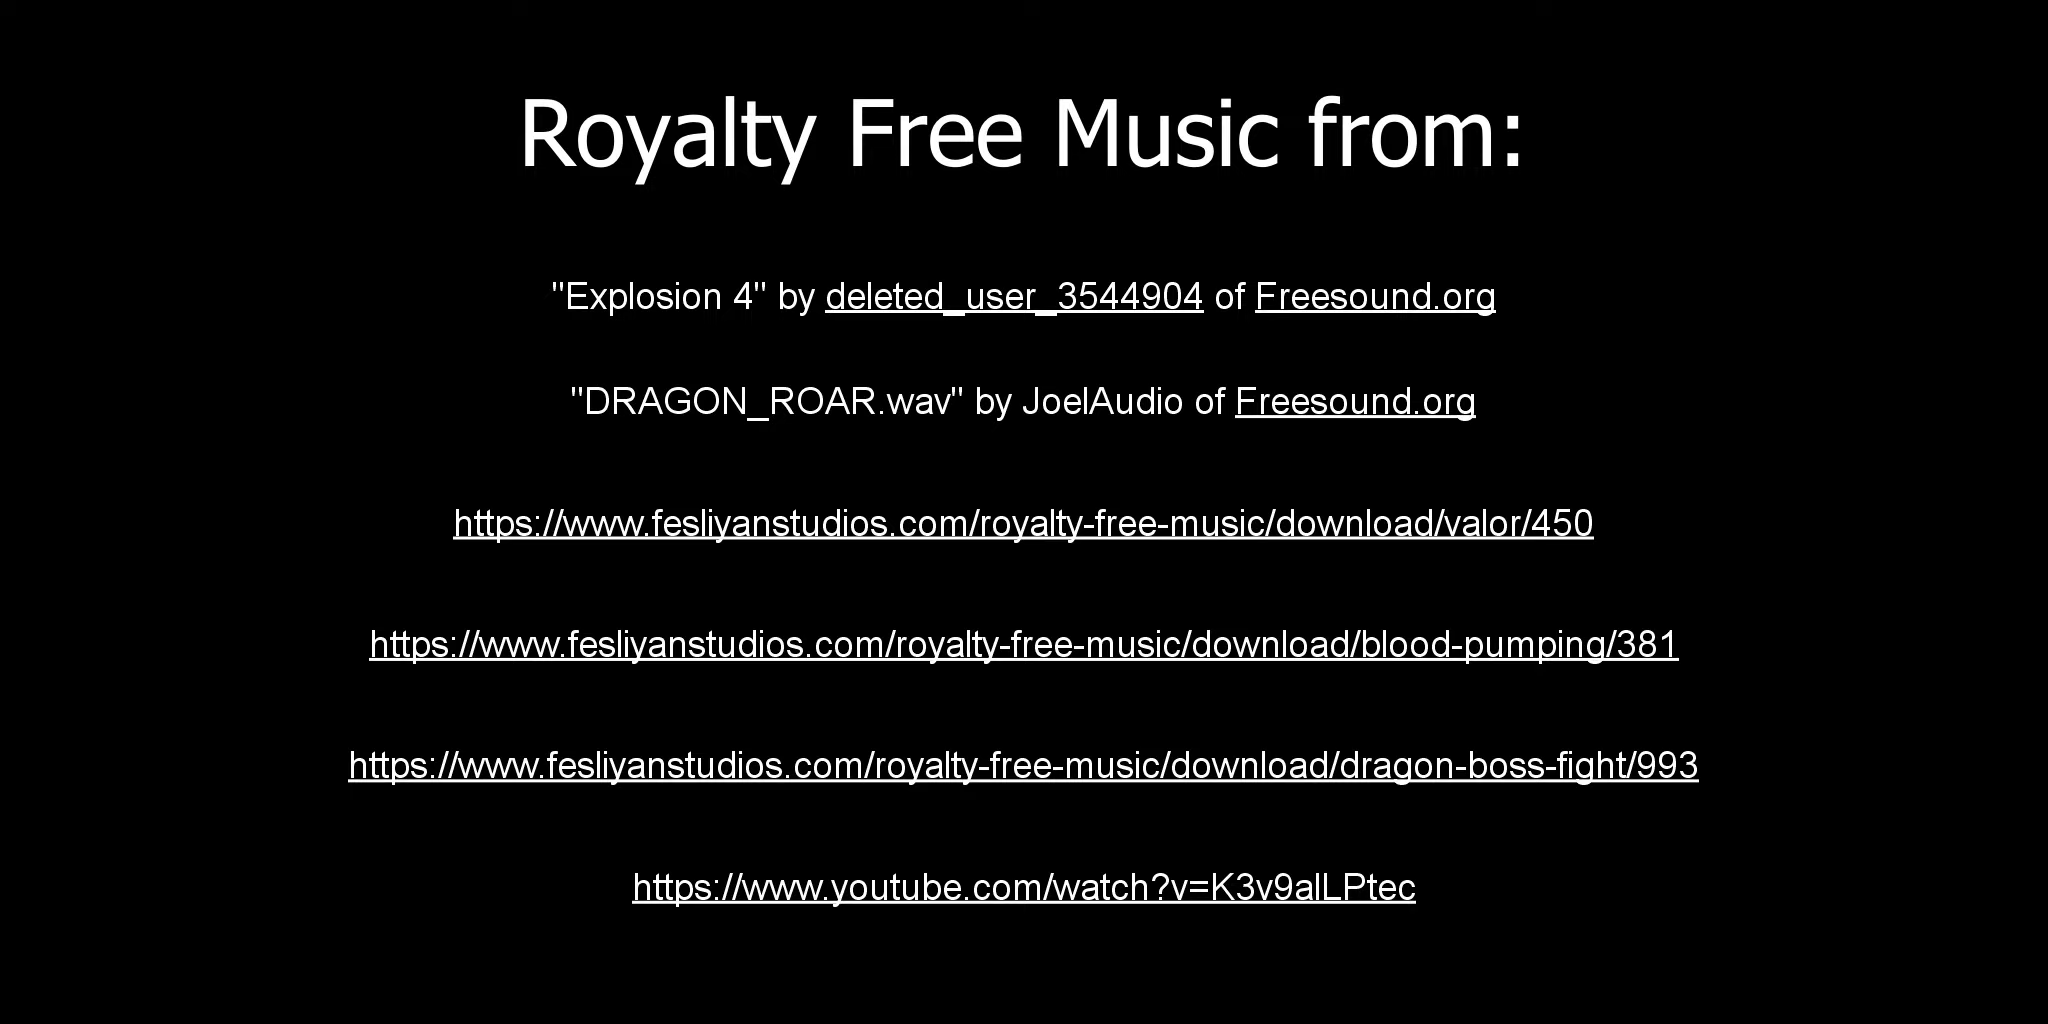 Royalty Free Music from:
"Explosion 4" by deleted_user_3544904 of Freesound.org
"DRAGON_ROAR.wav" by JoelAudio of Freesound.org
https://www.fesliyanstudios.com/royalty-free-music/download/valor/450
https://www.fesliyanstudios.com/royalty-free-music/download/blood-pumping/381
https://www.fesliyanstudios.com/royalty-free-music/download/dragon-boss-fight/993
https://www.youtube.com/watch?v=K3v9alLPtec